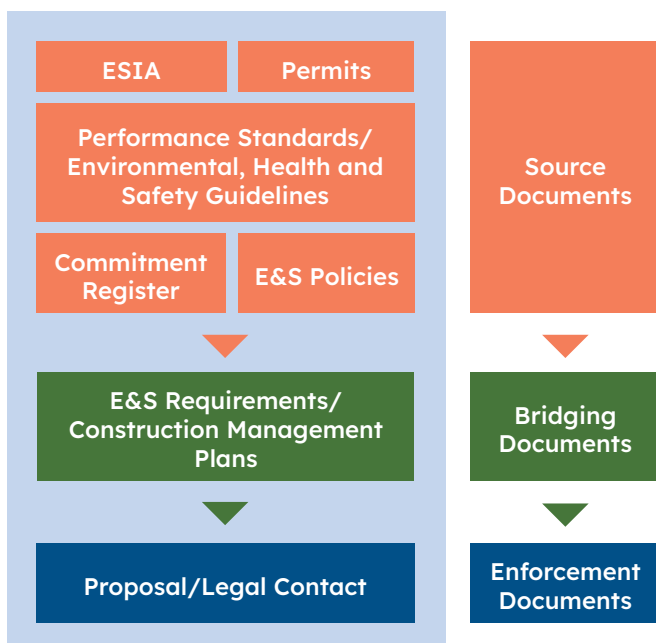 ESIA
Permits
Performance Standards/
Environmental, Health and
Safety Guidelines
Commitment
Register
E&S Policies
Source
Documents
E&S Requirements/
Construction Management
Plans
Bridging
Documents
Proposal/Legal Contact
Enforcement
Documents